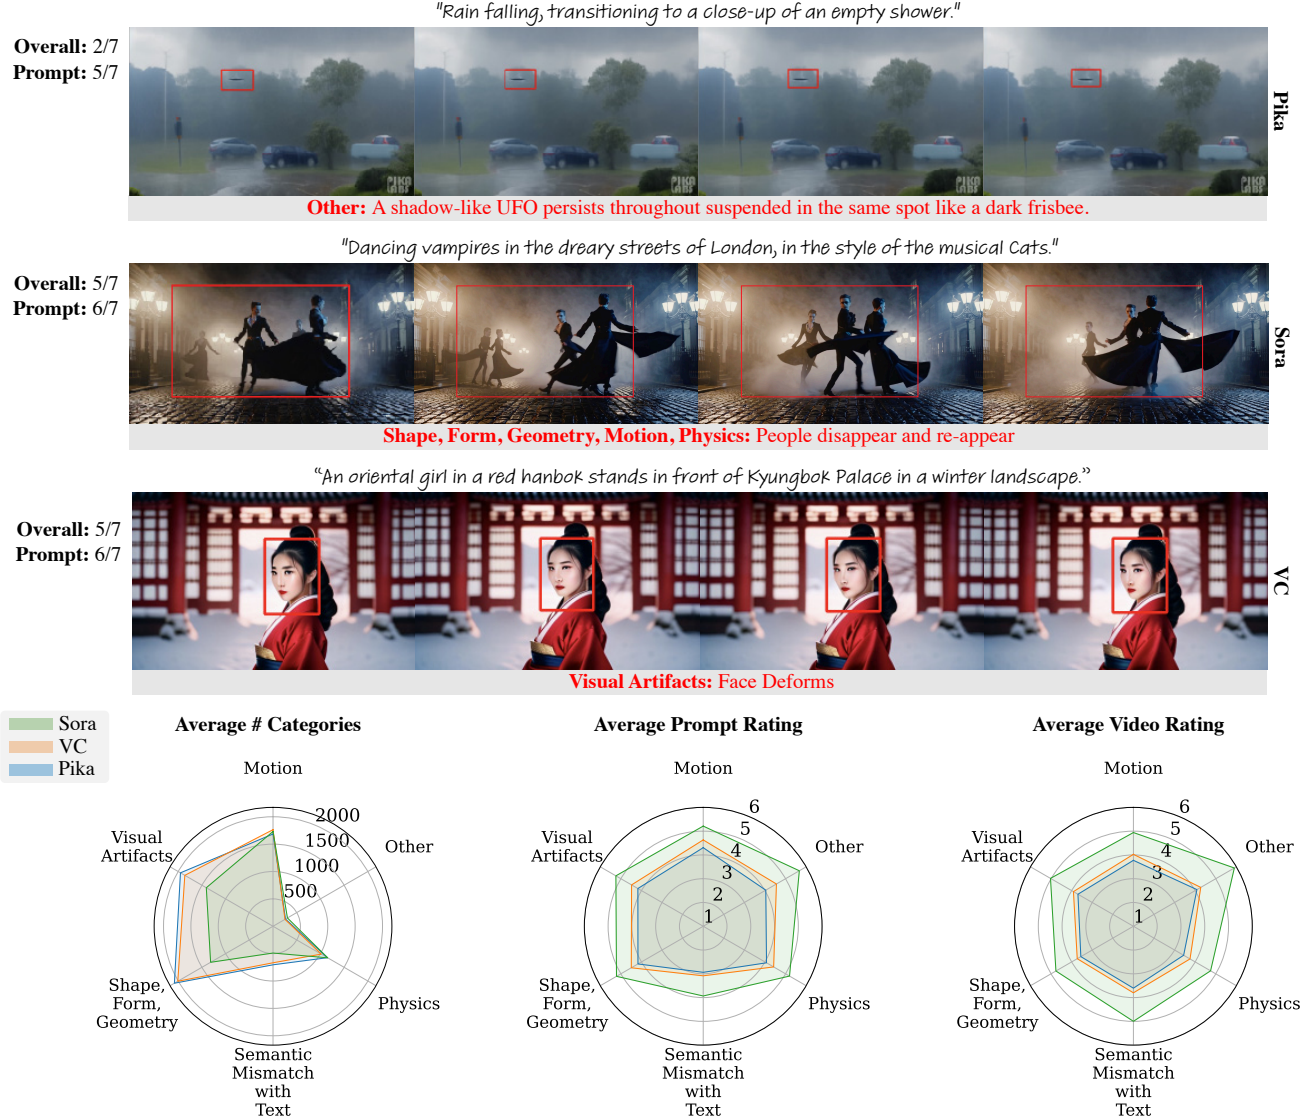 "Rain falling, transitioning to a close-up of an empty shower."
Overall: 2/7
Prompt: 5/7
Pika
PIKA
LABS
PIKA
LABS
PIKA
LABS
PIKA
LABS
Other: A shadow-like UFO persists throughout suspended in the same spot like a dark frisbee.
"Dancing vampires in the dreary streets of London, in the style of the musical Cats."
Overall: 5/7
Prompt: 6/7
Sora
Shape, Form, Geometry, Motion, Physics: People disappear and re-appear
“An oriental girl in a red hanbok stands in front of Kyungbok Palace in a winter landscape.”
Overall: 5/7
Prompt: 6/7
VC
Visual Artifacts: Face Deforms
Sora
VC
Pika
Average # Categories
Motion
Other
Physics
Semantic
Mismatch
with
Text
Shape,
Form,
Geometry
Visual
Artifacts
2000
1500
1000
500
Average Prompt Rating
Motion
Other
Physics
Semantic
Mismatch
with
Text
Shape,
Form,
Geometry
Visual
Artifacts
6
5
4
3
2
1
Average Video Rating
Motion
Other
Physics
Semantic
Mismatch
with
Text
Shape,
Form,
Geometry
Visual
Artifacts
6
5
4
3
2
1